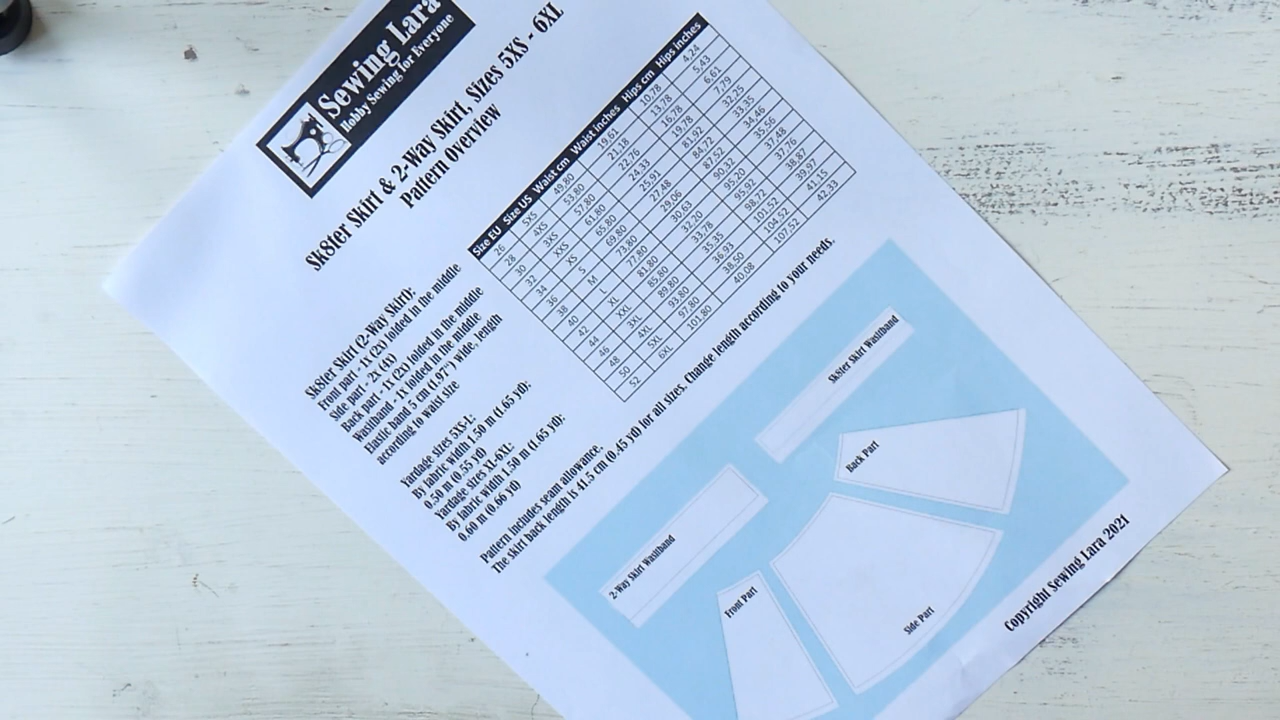 Sewing Lara
Hobby Sewing for Everyone
Sk8ter Skirt & 2-Way Skirt, Sizes 5XS - 6XL
Pattern Overview
Sk8ter Skirt (2-Way Skirt):
Front part - 1X (2x) folded in the middle
Side part - 2X (4x)
Back part - 1X (2X) folded in the middle
Wasitband - 1x folded in the middle
Elastic band 5 cm (1.97") wide, length
according to waist size
Yardage sizes 5XS-L:
By fabric width 1.50 m (1.65 yd):
0.50 m (0.55 yd)
Yardage sizes XL-6XL:
By fabric width 1.50 m (1.65 yd):
0.60 m (0.66 yd)
Size EU Size US Waist cm Waist inches Hips cm Hips inches
26 5XS 49,80 19,61 10,78 4,24
28 4XS 53,80 21,18 13,78 5,43
30 3XS 57,80 22,76 16,78 6,61
32 XXS 61,80 24,33 19,78 7,79
34 XS 65,80 25,91 81,92 32,25
36 S 69,80 27,48 84,72 33,35
38 M 73,80 29,06 87,52 34,46
40 L 77,80 30,63 90,32 35,56
42 XL 81,80 32,20 95,20 37,48
44 XXL 85,80 33,78 95,92 37,76
46 3XL 89,80 35,35 98,72 38,87
48 4XL 93,80 36,93 101,52 39,97
50 5XL 97,80 38,50 104,52 41,15
52 6XL 101,80 40,08 107,52 42,33
Pattern includes seam allowance.
The skirt back length is 41.5 cm (0.45 yd) for all sizes. Change length according to your needs.
2-Way Skirt Wasitband
Sk8ter Skirt Wasitband
Front Part
Back Part
Side Part
Copyright Sewing Lara 2021